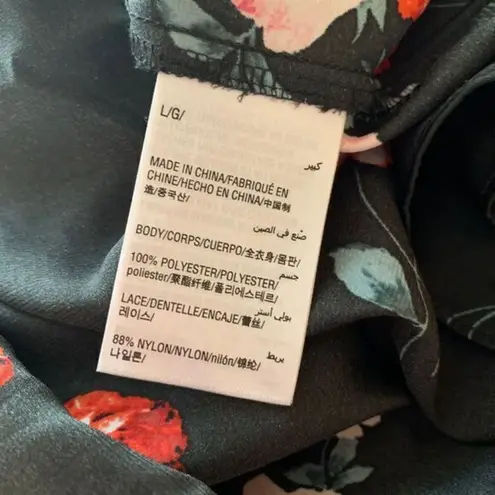 L/G/
كبير
MADE IN CHINA/FABRIQUÉ EN
CHINE/HECHO EN CHINA/中国制
造/중국산/
صُنع في الصين
BODY/CORPS/CUERPO/全衣身/몸판/
جسم
100% POLYESTER/POLYESTER/
poliester/聚酯纤维/폴리에스테르/
بولي أستر
LACE/DENTELLE/ENCAJE/蕾丝/
레이스/
بريط
88% NYLON/NYLON/nilón/锦纶/
나일론/